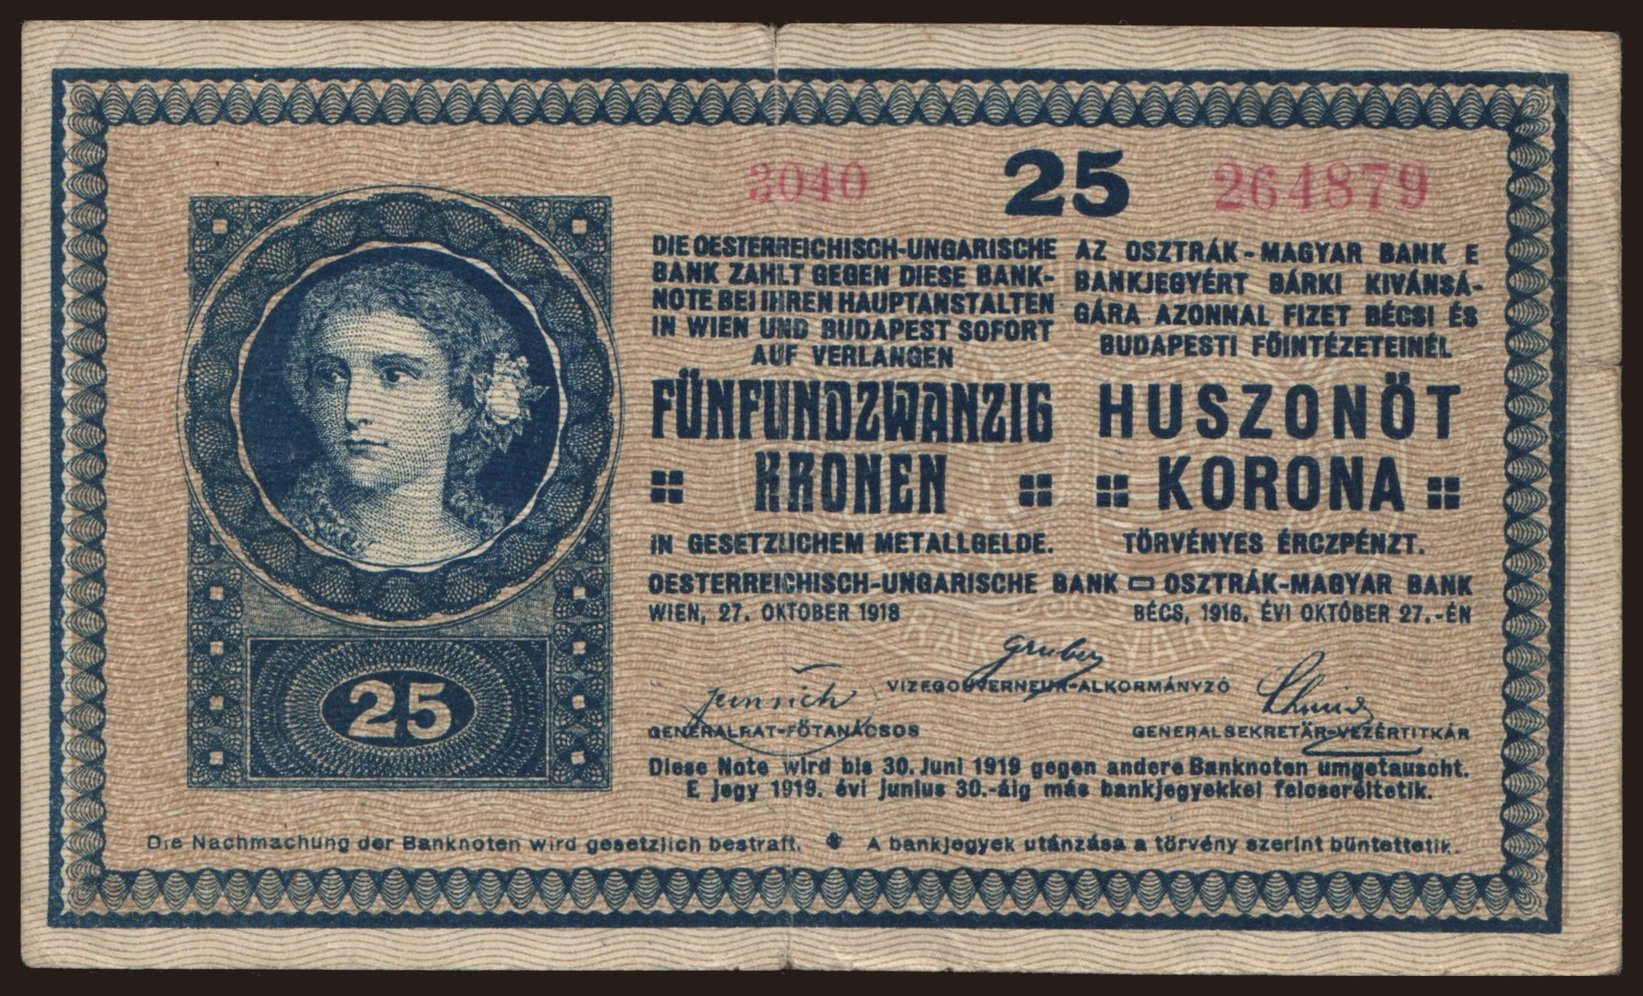 3040 25 264879
DIE OESTERREICHISCH-UNGARISCHE
BANK ZAHLT GEGEN DIESE BANK-
NOTE BEI IHREN HAUPTANSTALTEN
IN WIEN UND BUDAPEST SOFORT
AUF VERLANGEN
FÜNFUNDZWANZIG
KRONEN
IN GESETZLICHEM METALLGELDE.
AZ OSZTRÁK-MAGYAR BANK E
BANKJEGYÉRT BÁRKI KIVÁNSÁ-
GÁRA AZONNAL FIZET BÉCSI ÉS
BUDAPESTI FŐINTÉZETEINÉL
HUSZONÖT
KORONA
TÖRVÉNYES ÉRCZPÉNZT.
OESTERREICHISCH-UNGARISCHE BANK OSZTRÁK-MAGYAR BANK
WIEN, 27. OKTOBER 1918 BÉCS, 1918. ÉVI OKTÓBER 27.-ÉN
Gruber
VIZEGOUVERNEUR-ALKORMÁNYZÓ
GENERALRAT-FŐTANÁCSOS
GENERALSEKRETÄR-VEZÉRTITKÁR
25
Diese Note wird bis 30. Juni 1919 gegen andere Banknoten umgetauscht.
E jegy 1919. évi junius 30.-áig más bankjegyekkel felcseréltetik.
Die Nachmachung der Banknoten wird gesetzlich bestraft. A bankjegyek utánzása a törvény szerint büntettetik.